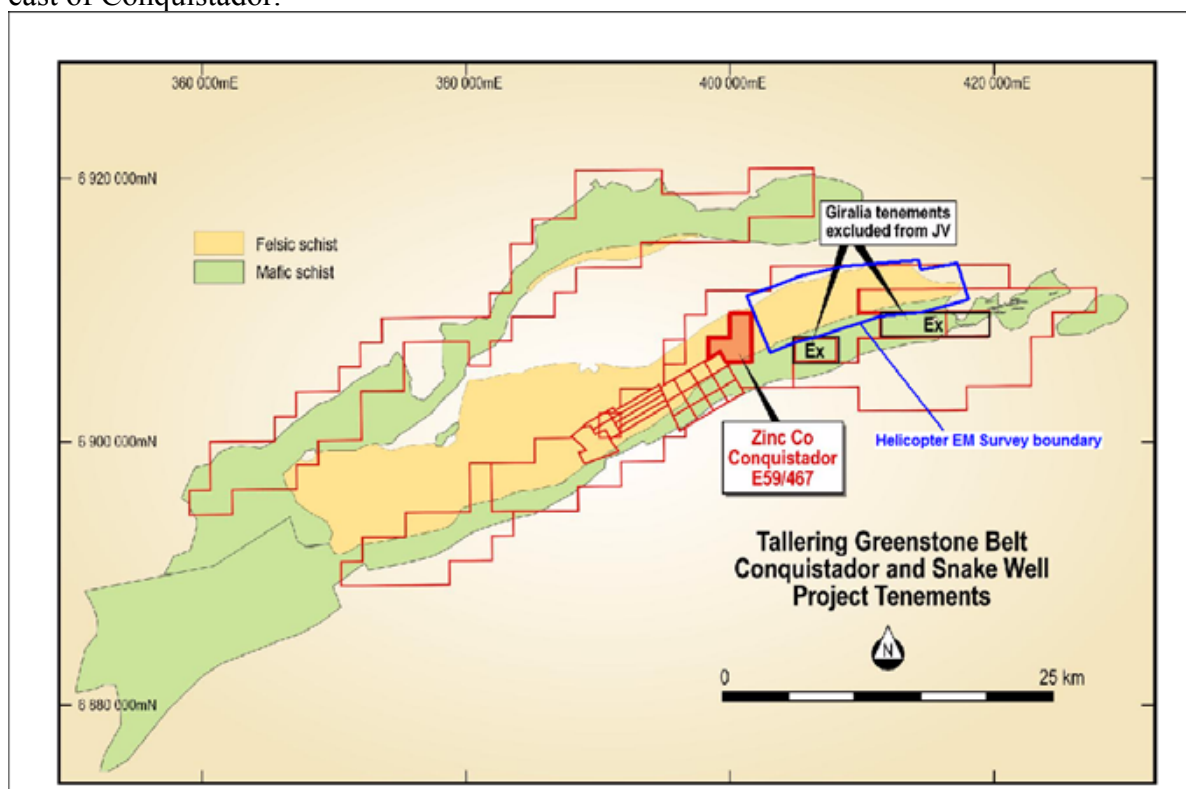 east of Conquistador.
360 000mE
380 000mE
400 000mE
420 000mE
6 920 000mN
Giralia tenements
excluded from JV
Felsic schist
Mafic schist
Ex
Ex
6 900 000mN
Zinc Co
Conquistador
E59/467
Helicopter EM Survey boundary
Tallering Greenstone Belt
Conquistador and Snake Well
Project Tenements
N
0
25 km
6 880 000mN